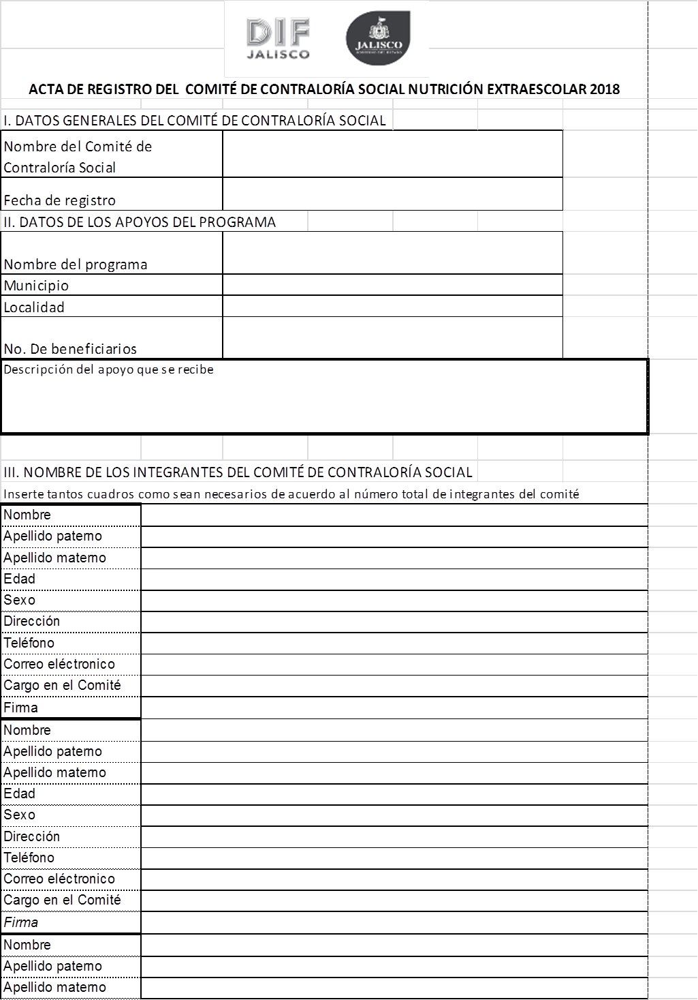 DIF
JALISCO
JALISCO
GOBIERNO DEL ESTADO
ACTA DE REGISTRO DEL COMITÉ DE CONTRALORÍA SOCIAL NUTRICIÓN EXTRAESCOLAR 2018
I. DATOS GENERALES DEL COMITÉ DE CONTRALORÍA SOCIAL
Nombre del Comité de
Contraloría Social
Fecha de registro
II. DATOS DE LOS APOYOS DEL PROGRAMA
Nombre del programa
Municipio
Localidad
No. De beneficiarios
Descripción del apoyo que se recibe
III. NOMBRE DE LOS INTEGRANTES DEL COMITÉ DE CONTRALORÍA SOCIAL
Inserte tantos cuadros como sean necesarios de acuerdo al número total de integrantes del comité
Nombre
Apellido paterno
Apellido materno
Edad
Sexo
Dirección
Teléfono
Correo eléctronico
Cargo en el Comité
Firma
Nombre
Apellido paterno
Apellido materno
Edad
Sexo
Dirección
Teléfono
Correo eléctronico
Cargo en el Comité
Firma
Nombre
Apellido paterno
Apellido materno